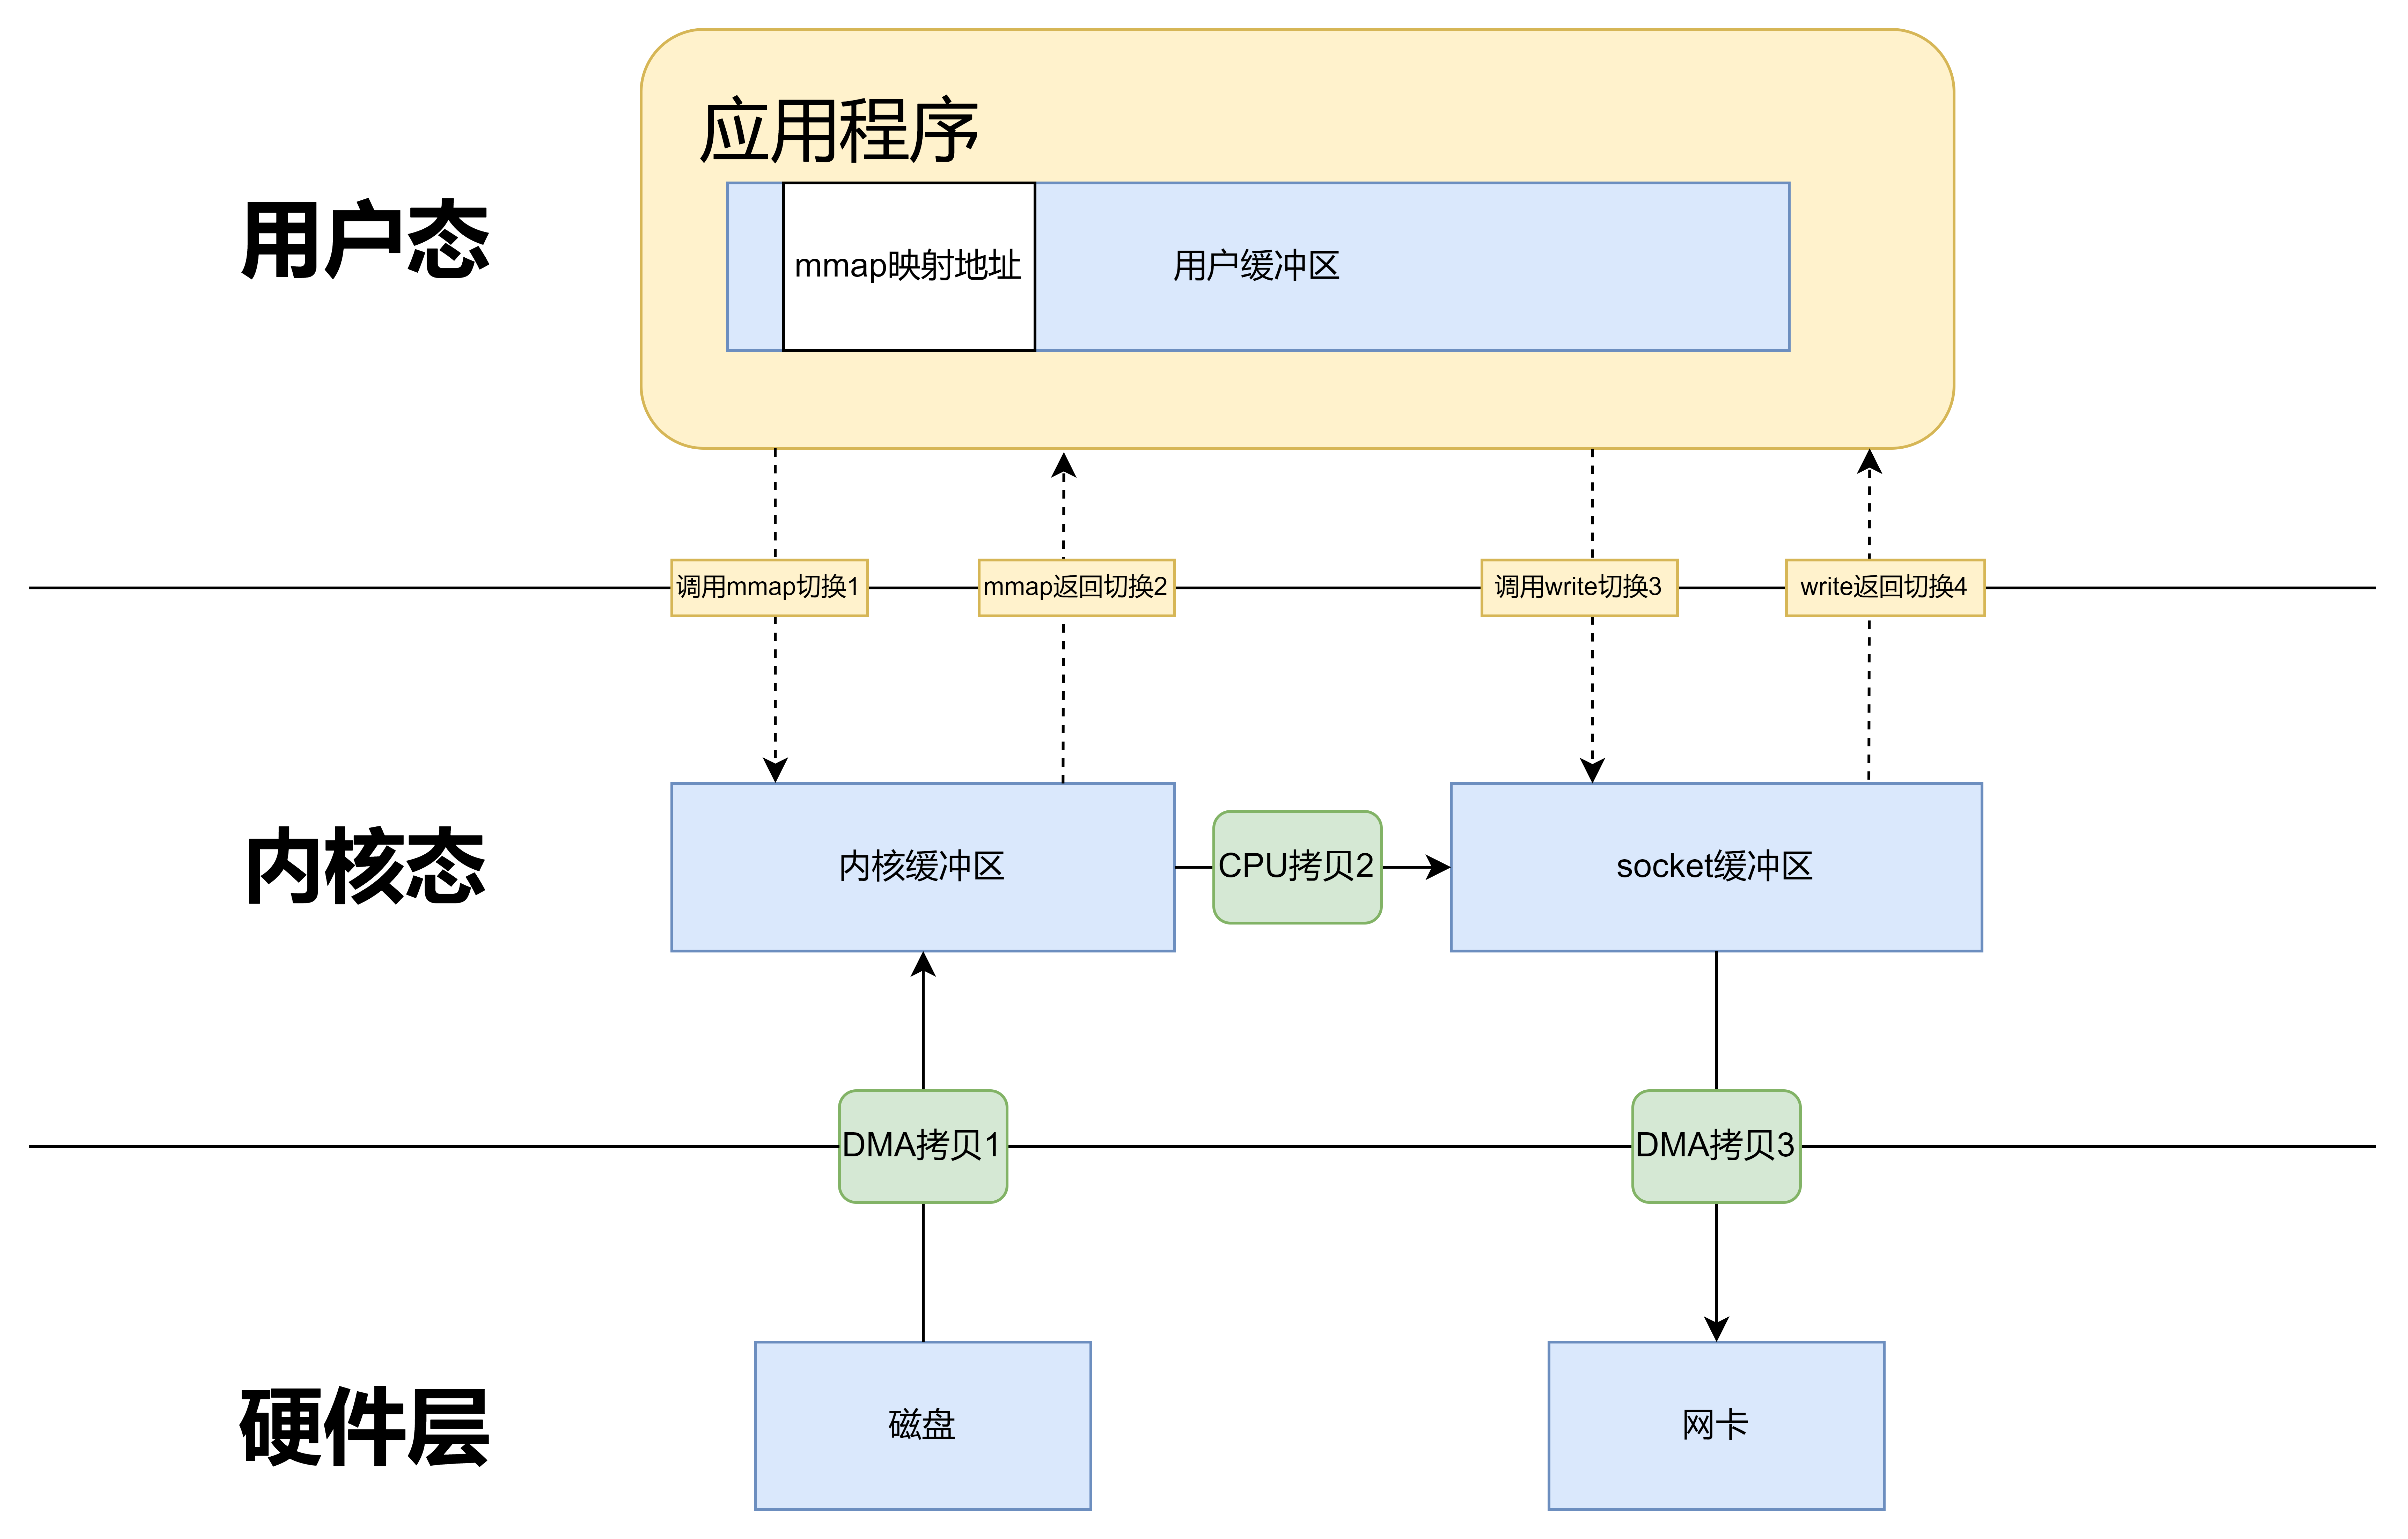 应用程序
用户态
mmap映射地址
用户缓冲区
调用mmap切换1
mmap返回切换2
调用write切换3
write返回切换4
内核态
内核缓冲区
CPU拷贝2
socket缓冲区
DMA拷贝1
DMA拷贝3
硬件层
磁盘
网卡